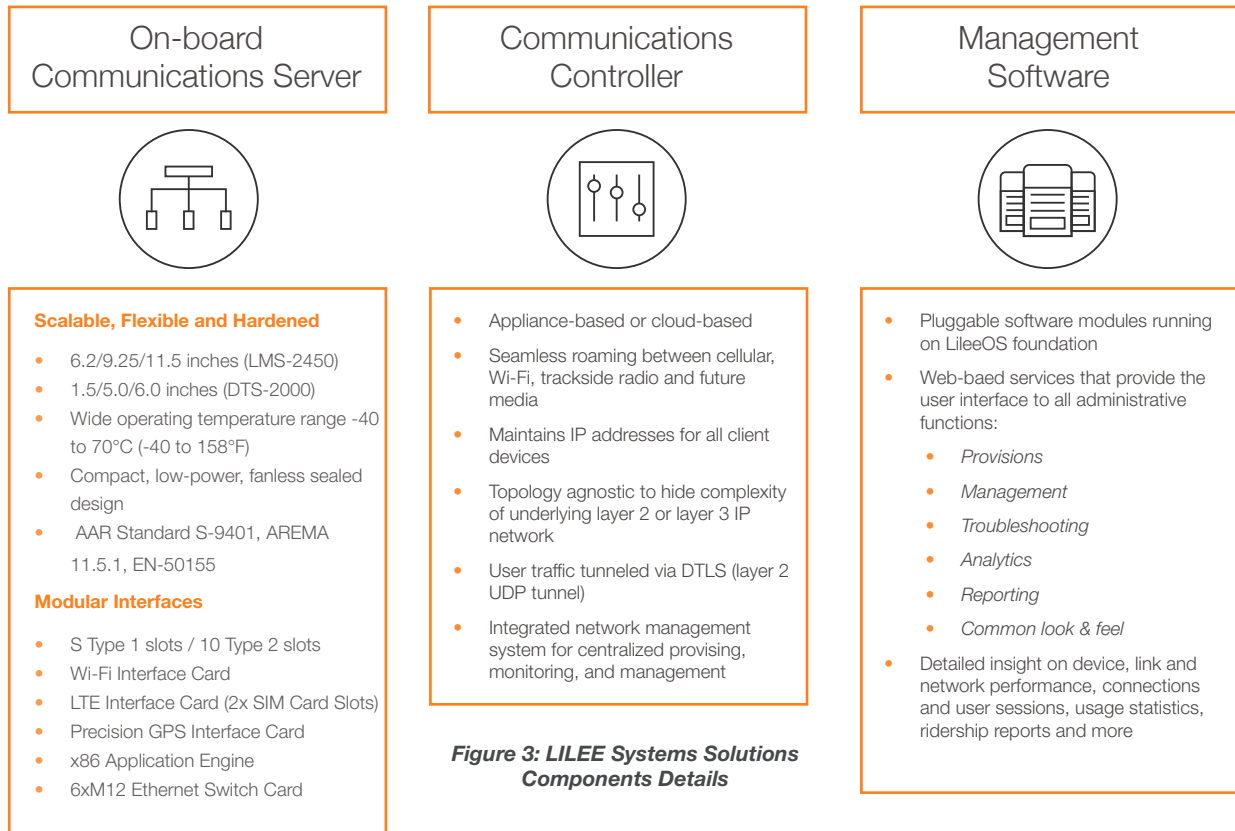 On-board
Communications Server
Scalable, Flexible and Hardened
• 6.2/9.25/11.5 inches (LMS-2450)
• 1.5/5.0/6.0 inches (DTS-2000)
• Wide operating temperature range -40
to 70°C (-40 to 158°F)
• Compact, low-power, fanless sealed
design
• AAR Standard S-9401, AREMA
11.5.1, EN-50155
Modular Interfaces
• S Type 1 slots / 10 Type 2 slots
• Wi-Fi Interface Card
• LTE Interface Card (2x SIM Card Slots)
• Precision GPS Interface Card
• x86 Application Engine
• 6xM12 Ethernet Switch Card
Communications
Controller
• Appliance-based or cloud-based
• Seamless roaming between cellular,
Wi-Fi, trackside radio and future
media
• Maintains IP addresses for all client
devices
• Topology agnostic to hide complexity
of underlying layer 2 or layer 3 IP
network
• User traffic tunneled via DTLS (layer 2
UDP tunnel)
• Integrated network management
system for centralized provising,
monitoring, and management
Figure 3: LILEE Systems Solutions
Components Details
Management
Software
• Pluggable software modules running
on LileeOS foundation
• Web-baed services that provide the
user interface to all administrative
functions:
• Provisions
• Management
• Troubleshooting
• Analytics
• Reporting
• Common look & feel
• Detailed insight on device, link and
network performance, connections
and user sessions, usage statistics,
ridership reports and more